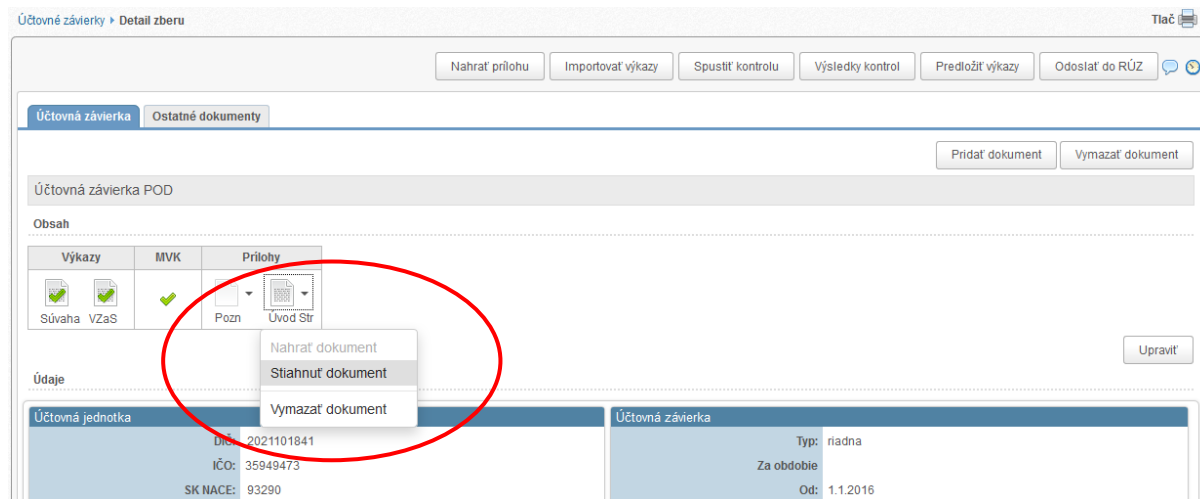 Účtovné závierky ▸ Detail zberu
Tlač
Nahrať prílohu
Importovať výkazy
Spustiť kontrolu
Výsledky kontrol
Predložiť výkazy
Odoslať do RÚZ
Účtovná závierka
Ostatné dokumenty
Pridať dokument
Vymazať dokument
Účtovná závierka POD
Obsah
Výkazy
MVK
Prílohy
Súvaha
VZaS
Pozn
Úvod Str
Nahrať dokument
Stiahnuť dokument
Vymazať dokument
Upraviť
Údaje
Účtovná jednotka
DIČ: 2021101841
IČO: 35949473
SK NACE: 93290
Účtovná závierka
Typ: riadna
Za obdobie
Od: 1.1.2016